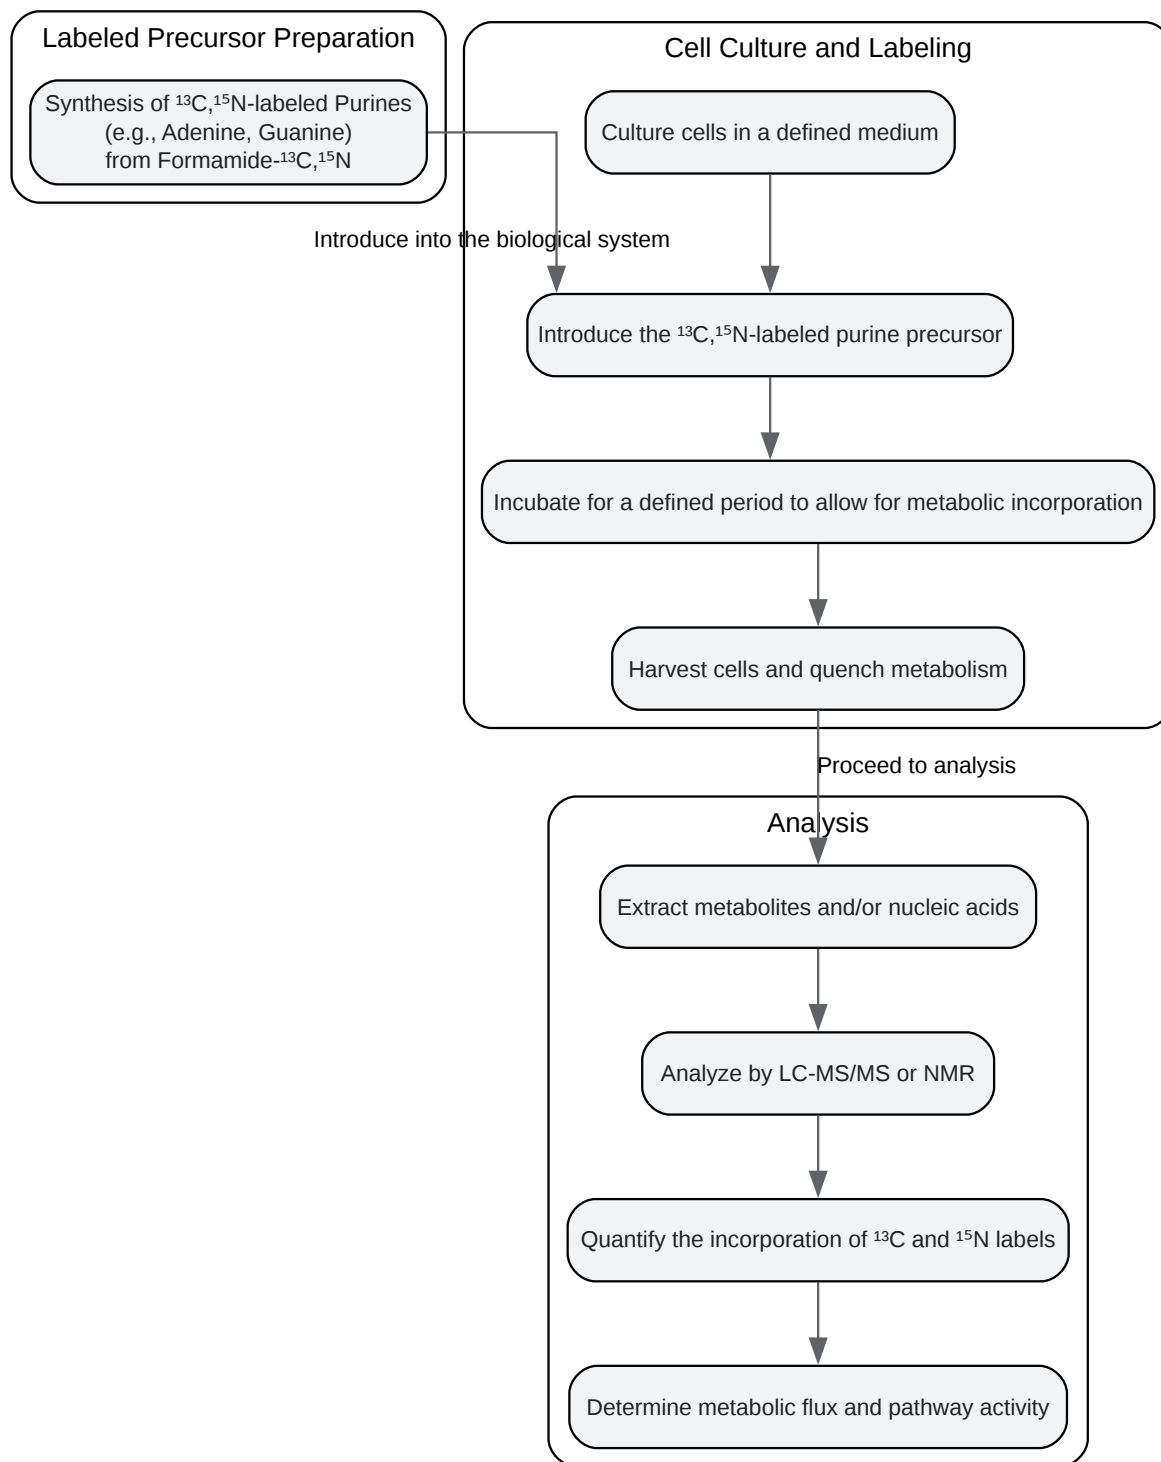 Labeled Precursor Preparation
Synthesis of ¹³C,¹⁵N-labeled Purines
(e.g., Adenine, Guanine)
from Formamide-¹³C,¹⁵N
Cell Culture and Labeling
Culture cells in a defined medium
Introduce into the biological system
Introduce the ¹³C,¹⁵N-labeled purine precursor
Incubate for a defined period to allow for metabolic incorporation
Harvest cells and quench metabolism
Proceed to analysis
Analysis
Extract metabolites and/or nucleic acids
Analyze by LC-MS/MS or NMR
Quantify the incorporation of ¹³C and ¹⁵N labels
Determine metabolic flux and pathway activity